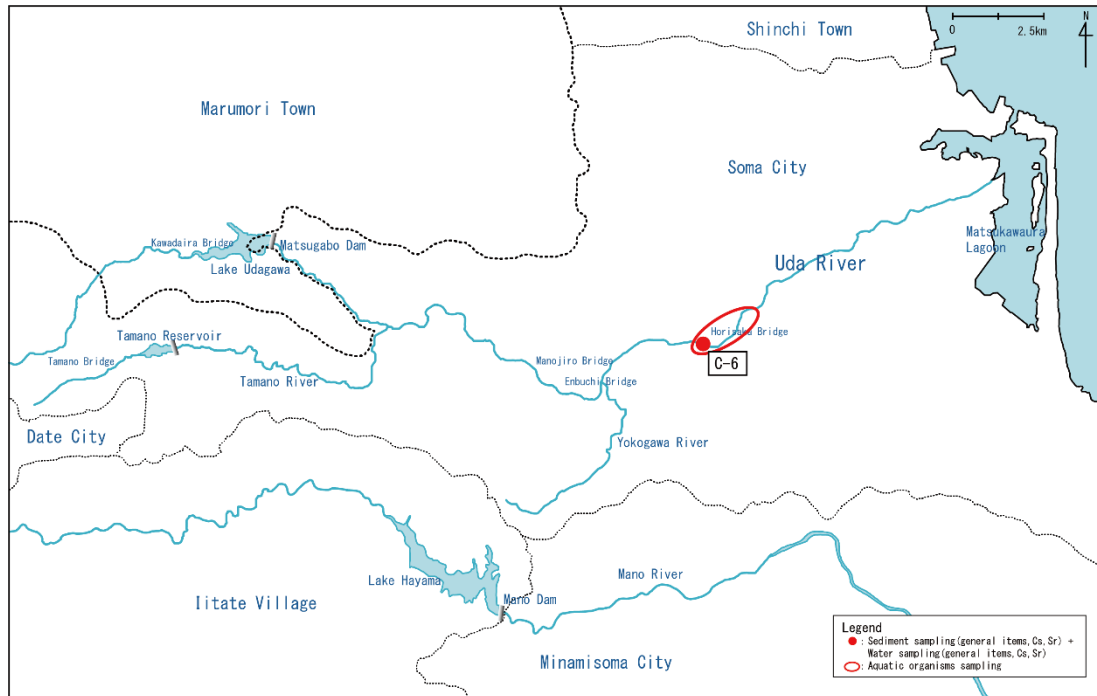 Shinchi Town
N
0
2.5km
Marumori Town
Soma City
Kawadaira Bridge
Matsugabo Dam
Lake Udagawa
Matsukawaura
Lagoon
Uda River
Horisaka Bridge
Tamano Reservoir
Tamano Bridge
Tamano River
Manojiro Bridge
C-6
Enbuchi Bridge
Date City
Yokogawa River
Lake Hayama
Mano River
Iitate Village
Mano Dam
Minamisoma City
Legend
: Sediment sampling(general items,Cs,Sr) +
Water sampling(general items,Cs,Sr)
: Aquatic organisms sampling